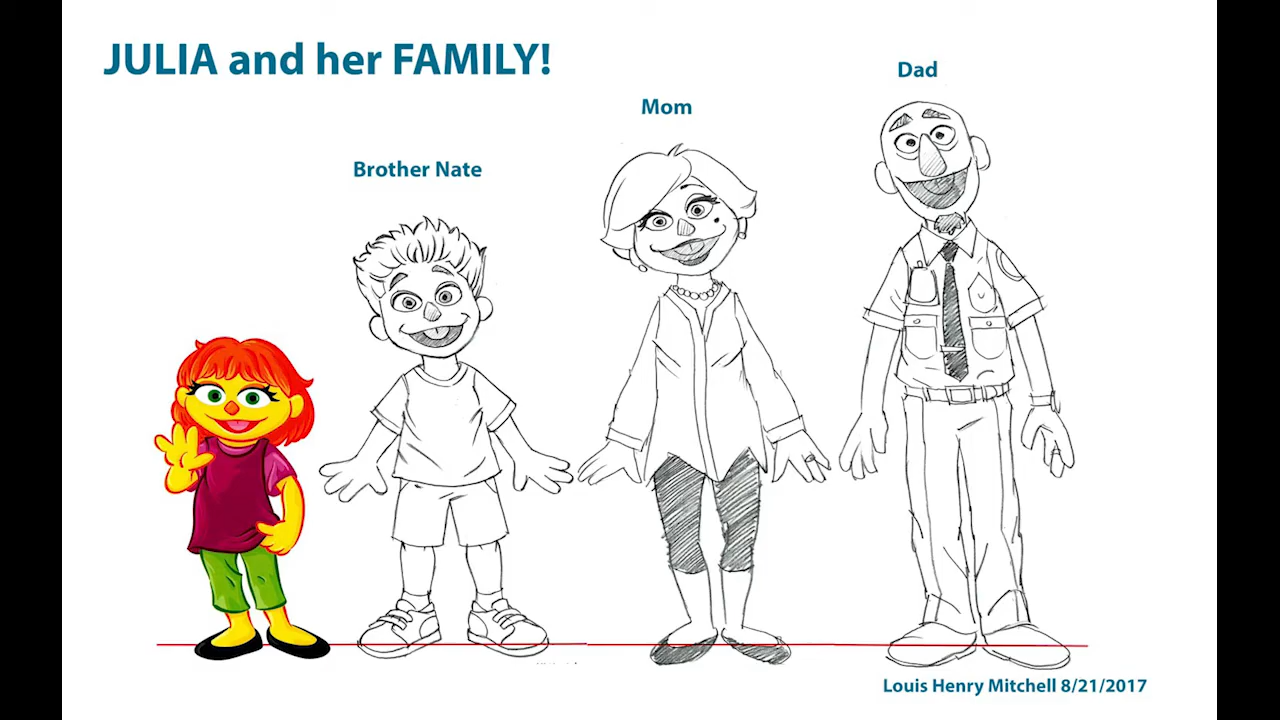 JULIA and her FAMILY!
Dad
Mom
Brother Nate
Louis Henry Mitchell 8/21/2017